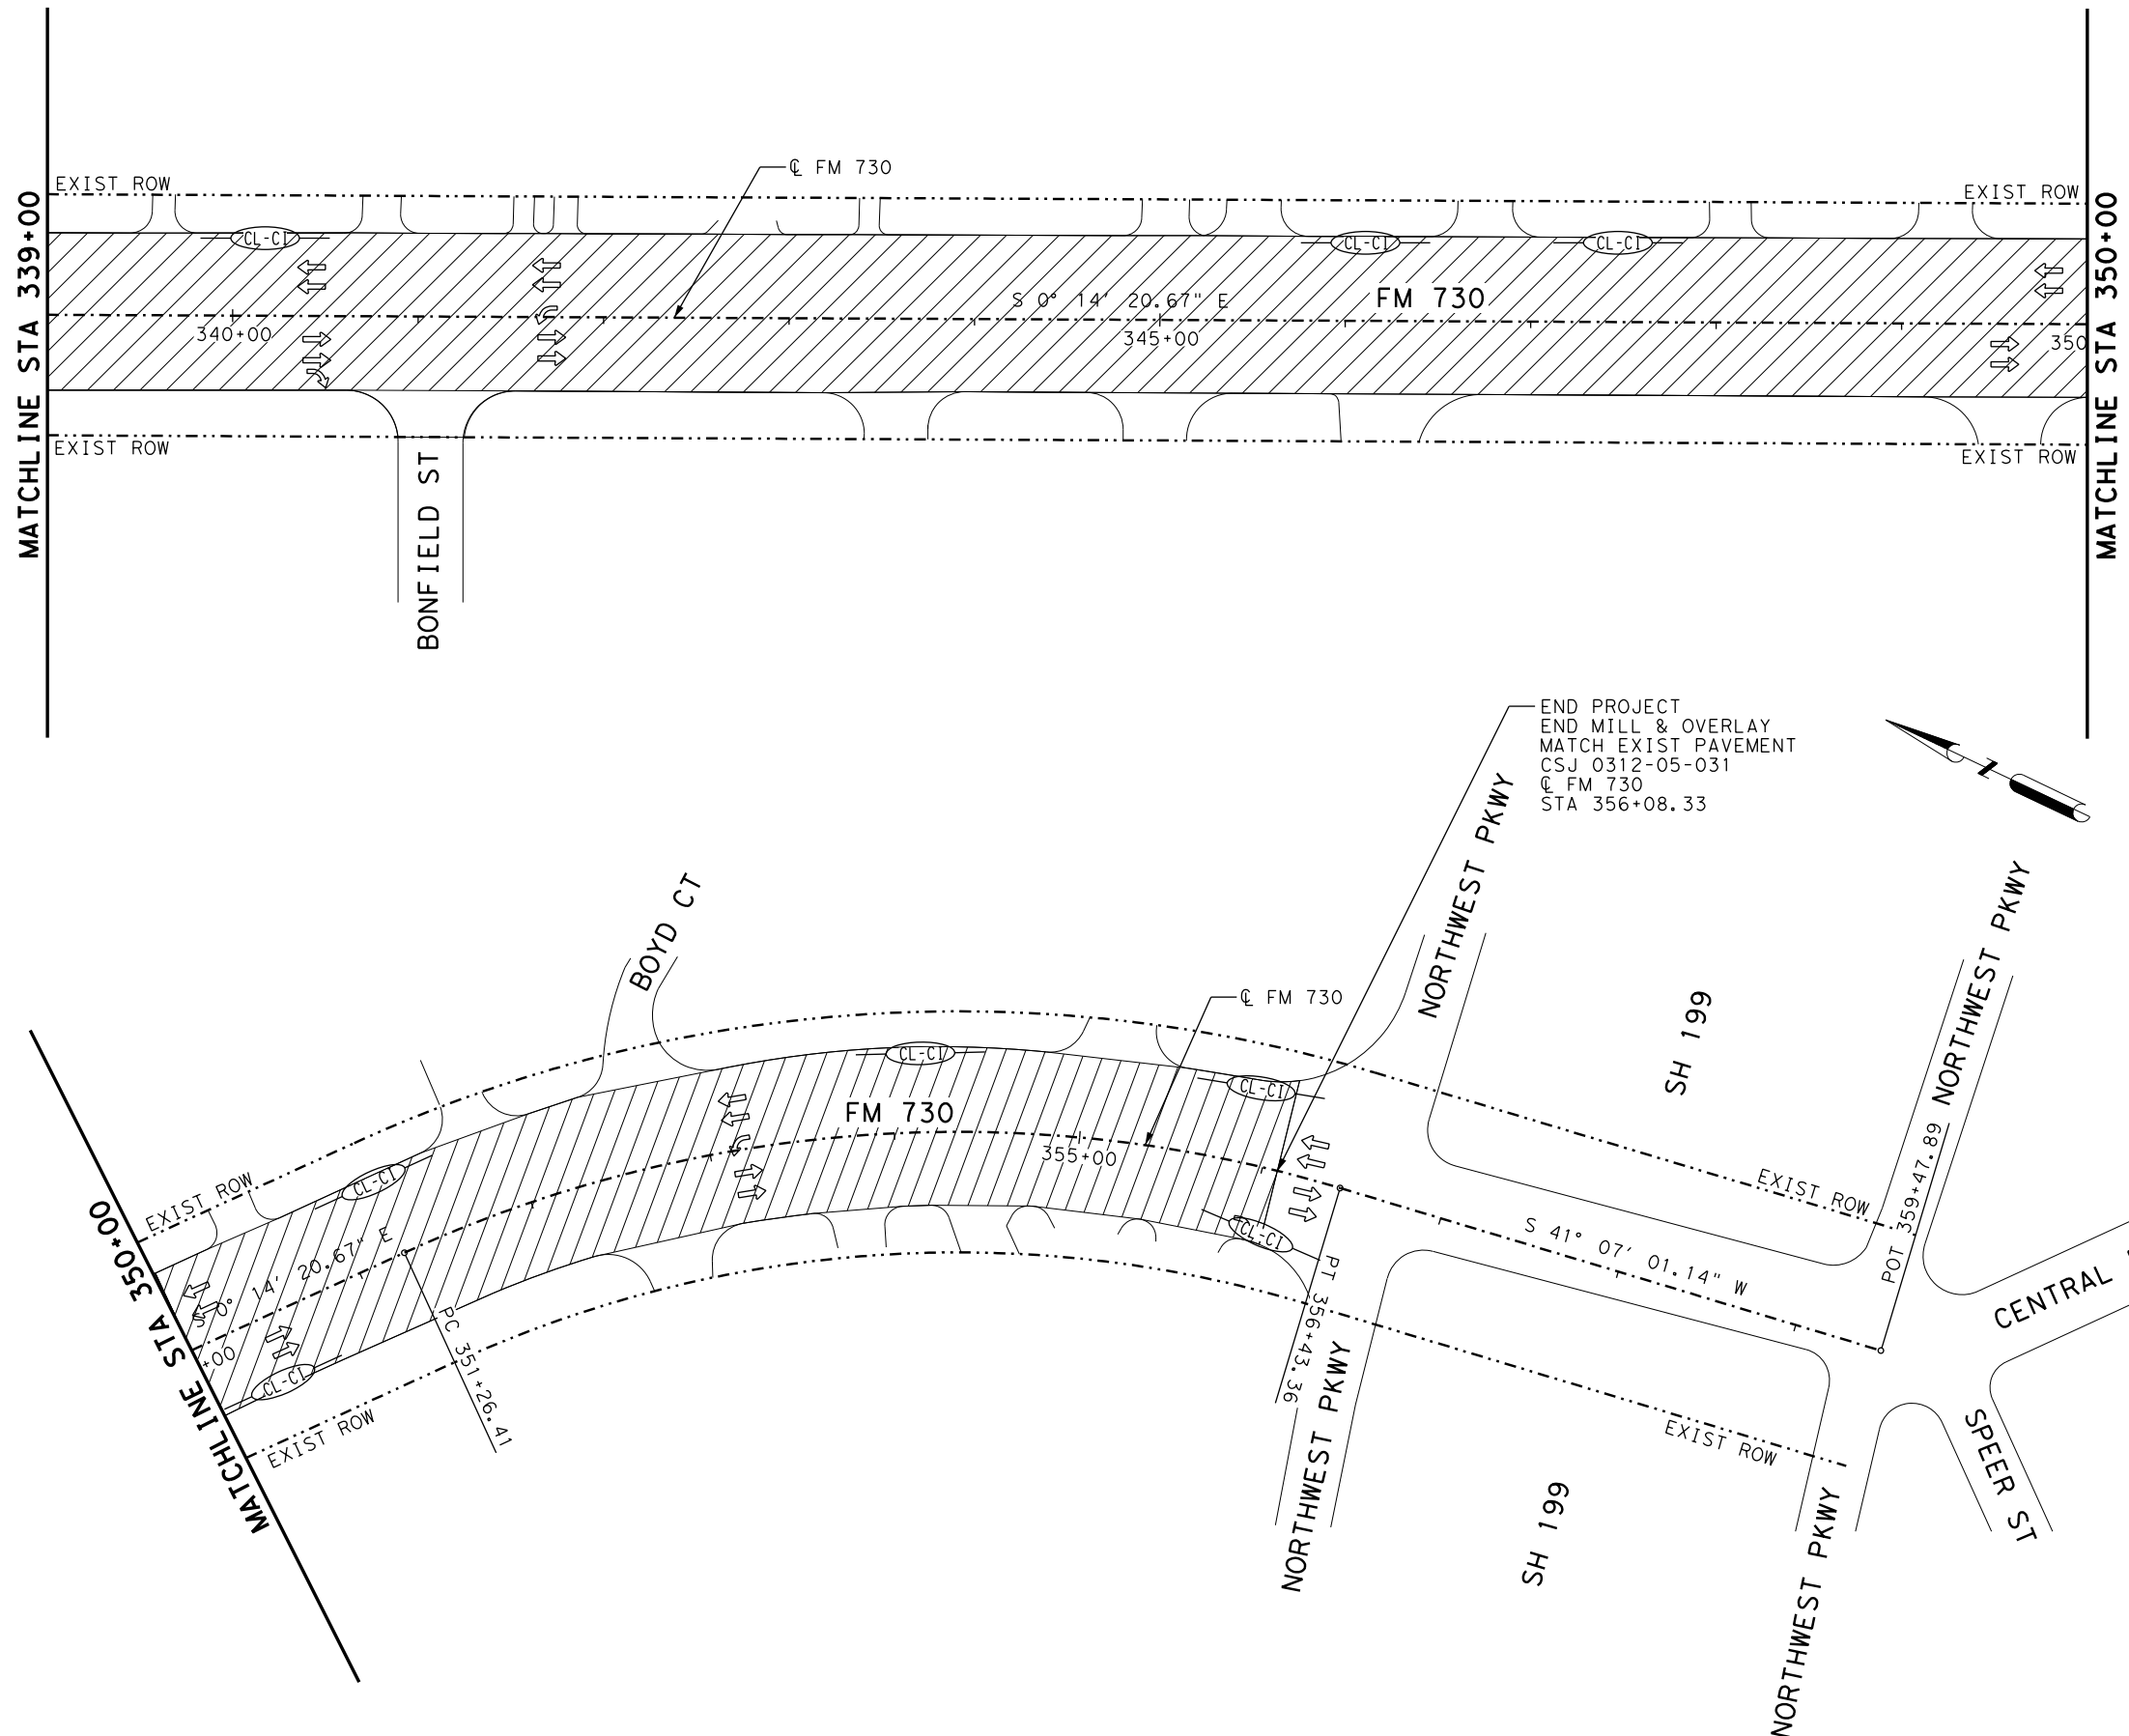 MATCHLINE STA 339+00
EXIST ROW
℄ FM 730
EXIST ROW
CL-CI
CL-CI
CL-CI
S 0° 14' 20.67" E
FM 730
340+00
345+00
350
EXIST ROW
EXIST ROW
MATCHLINE STA 350+00
BONFIELD ST
END PROJECT
END MILL & OVERLAY
MATCH EXIST PAVEMENT
CSJ 0312-05-031
℄ FM 730
STA 356+08.33
N
NORTHWEST PKWY
NORTHWEST PKWY
BOYD CT
℄ FM 730
SH 199
CL-CI
CL-CI
FM 730
355+00
CL-CI
EXIST ROW
EXIST ROW
POT 359+47.89
MATCHLINE STA 350+00
S 0° 14' 20.67" E
+00
CL-CI
CL-CI
EXIST ROW
PC 351+26.41
PT 356+43.36
S 41° 07' 01.14" W
CENTRAL
NORTHWEST PKWY
EXIST ROW
SPEER ST
SH 199
NORTHWEST PKWY